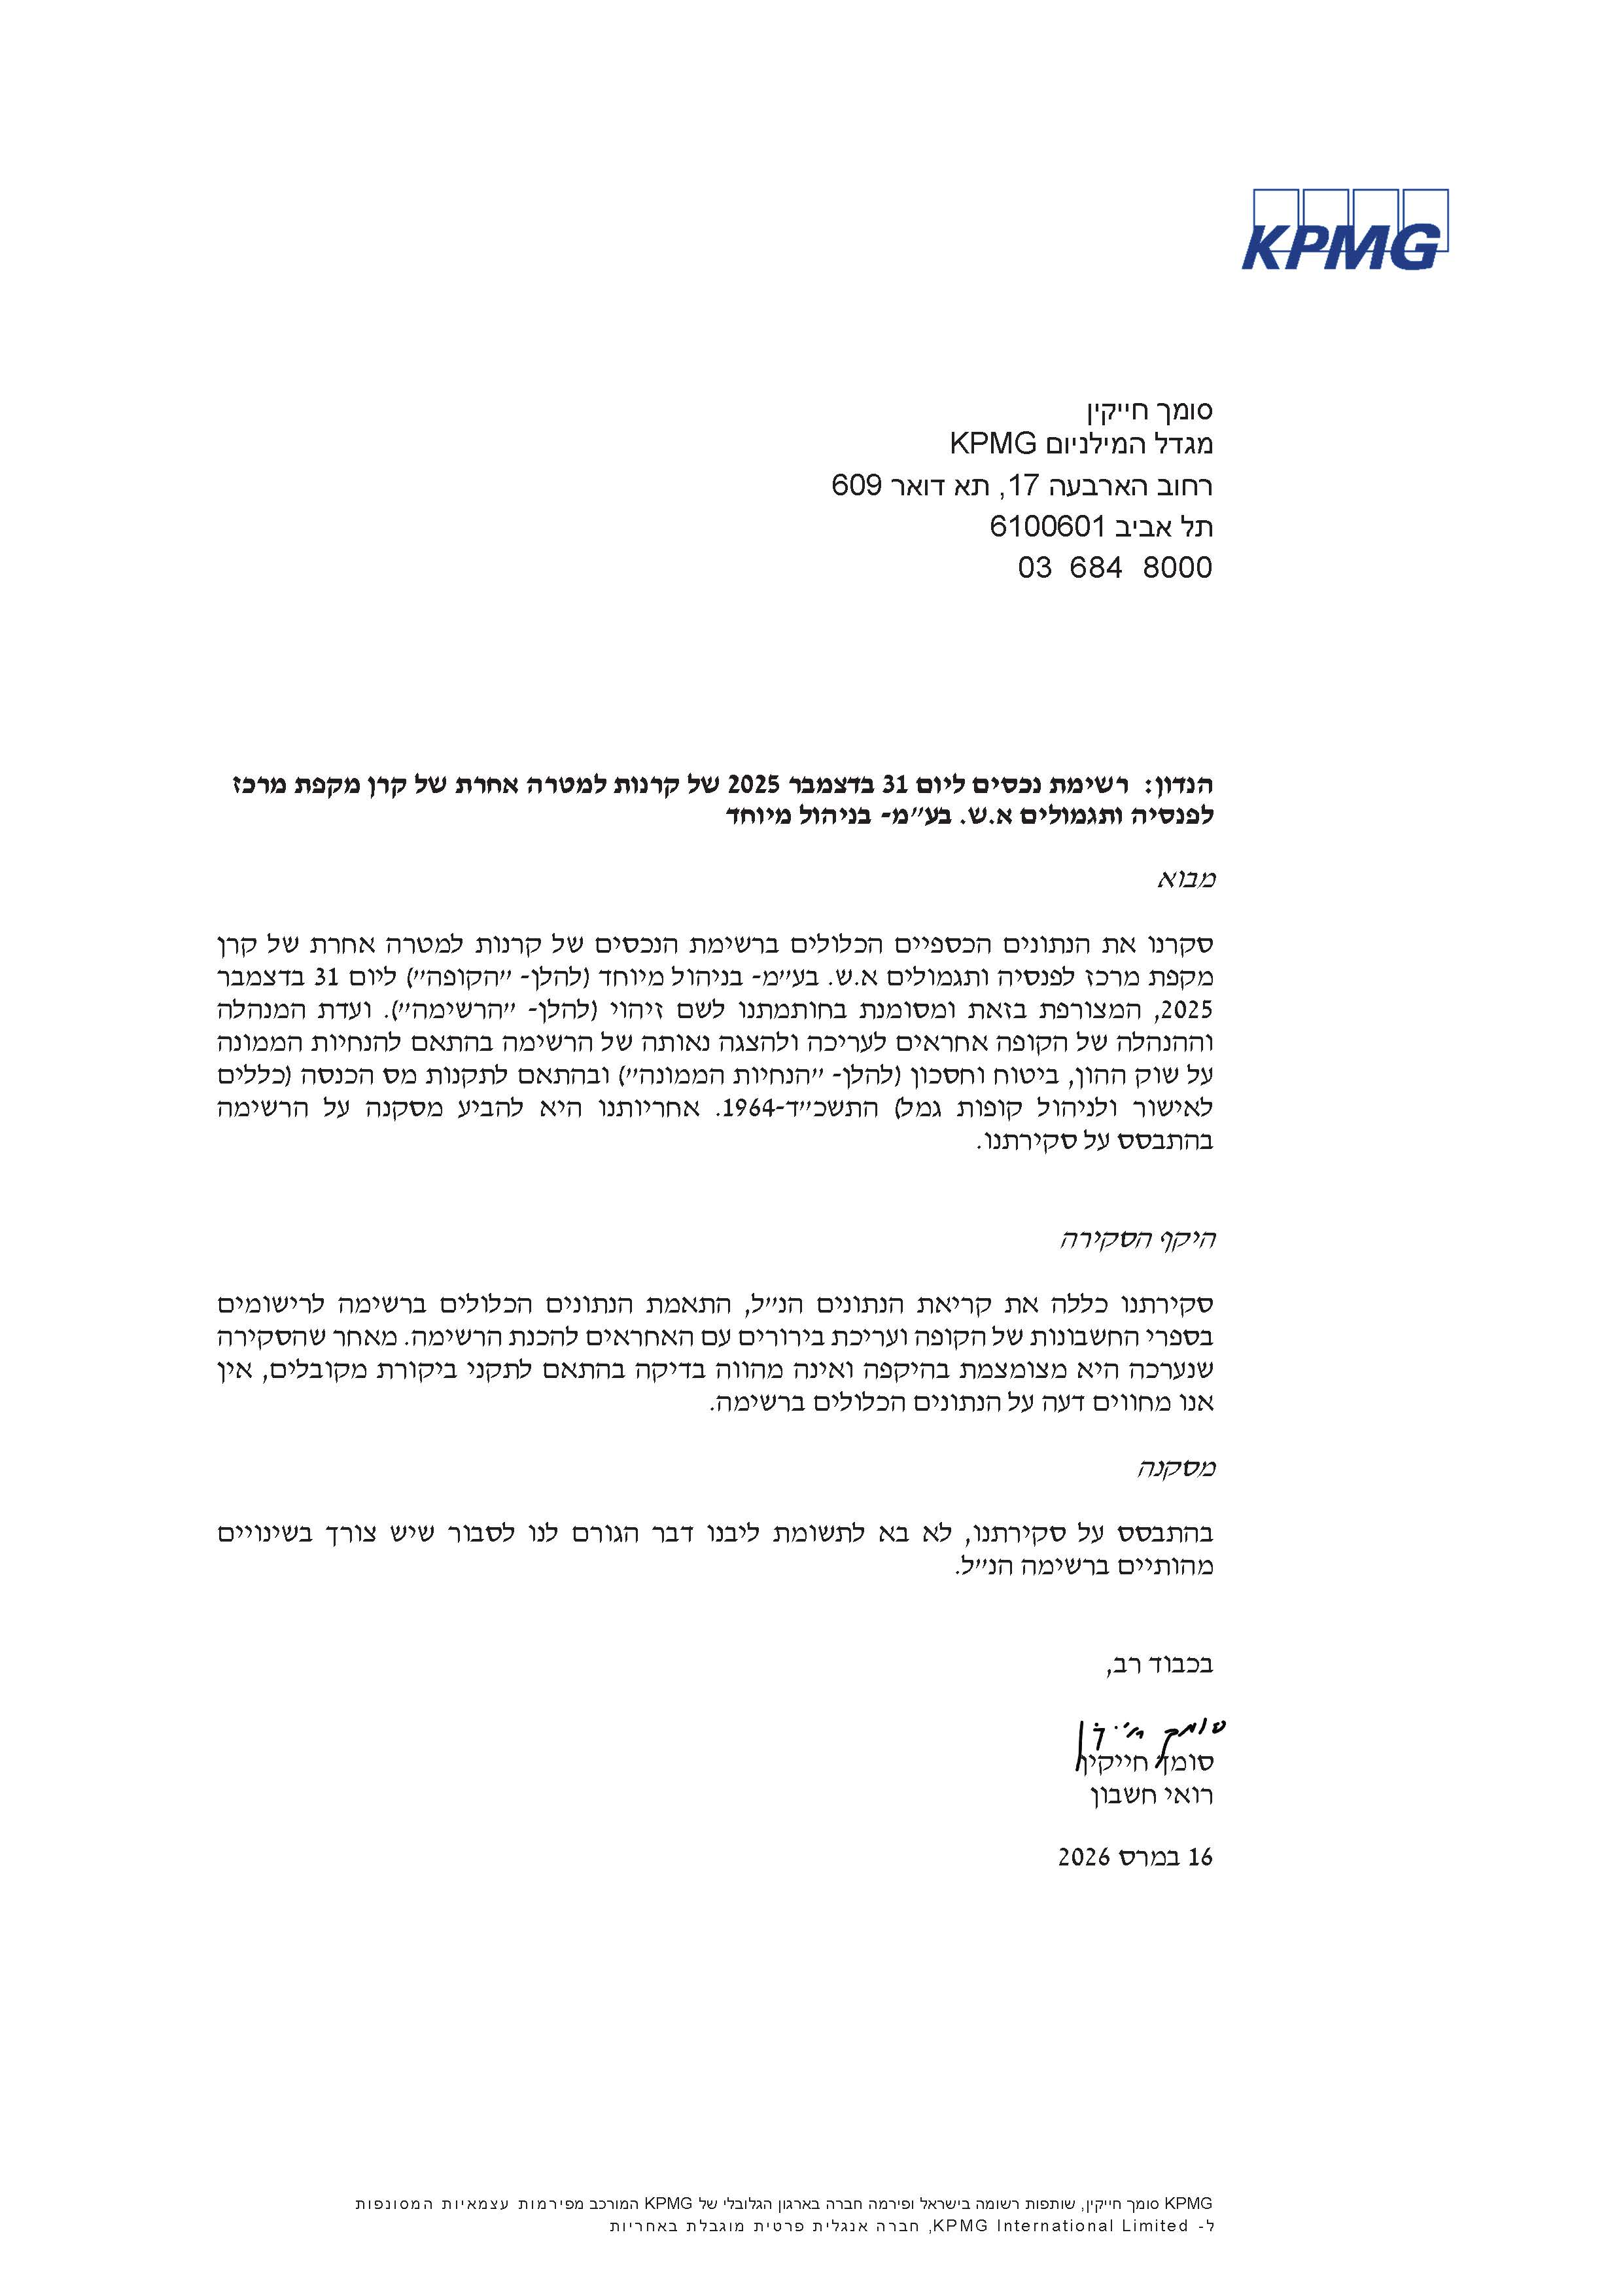 KPMG
סומך חייקין
מגדל המילניום KPMG
רחוב הארבעה 17, תא דואר 609
תל אביב 6100601
03 684 8000
הנדון: רשימת נכסים ליום 31 בדצמבר 2025 של קרנות למטרה אחרת של קרן מקפת מרכז
לפנסיה ותגמולים א.ש. בע"מ- בניהול מיוחד
מבוא
סקרנו את הנתונים הכספיים הכלולים ברשימת הנכסים של קרנות למטרה אחרת של קרן
מקפת מרכז לפנסיה ותגמולים א.ש. בע"מ- בניהול מיוחד (להלן- "הקופה") ליום 31 בדצמבר
2025, המצורפת בזאת ומסומנת בחותמתנו לשם זיהוי (להלן- "הרשימה"). ועדת המנהלה
וההנהלה של הקופה אחראים לעריכה ולהצגה נאותה של הרשימה בהתאם להנחיות הממונה
על שוק ההון, ביטוח וחסכון (להלן- "הנחיות הממונה") ובהתאם לתקנות מס הכנסה (כללים
לאישור ולניהול קופות גמל) התשכ"ד-1964. אחריותנו היא להביע מסקנה על הרשימה
בהתבסס על סקירתנו.
היקף הסקירה
סקירתנו כללה את קריאת הנתונים הנ"ל, התאמת הנתונים הכלולים ברשימה לרישומים
בספרי החשבונות של הקופה ועריכת בירורים עם האחראים להכנת הרשימה. מאחר שהסקירה
שנערכה היא מצומצמת בהיקפה ואינה מהווה בדיקה בהתאם לתקני ביקורת מקובלים, אין
אנו מחווים דעה על הנתונים הכלולים ברשימה.
מסקנה
בהתבסס על סקירתנו, לא בא לתשומת ליבנו דבר הגורם לנו לסבור שיש צורך בשינויים
מהותיים ברשימה הנ"ל.
בכבוד רב,
סומך חייקין
סומך חייקין
רואי חשבון
16 במרס 2026
KPMG סומך חייקין, שותפות רשומה בישראל ופירמה חברה בארגון הגלובלי של KPMG המורכב מפירמות עצמאיות המסונפות
ל- KPMG International Limited, חברה אנגלית פרטית מוגבלת באחריות